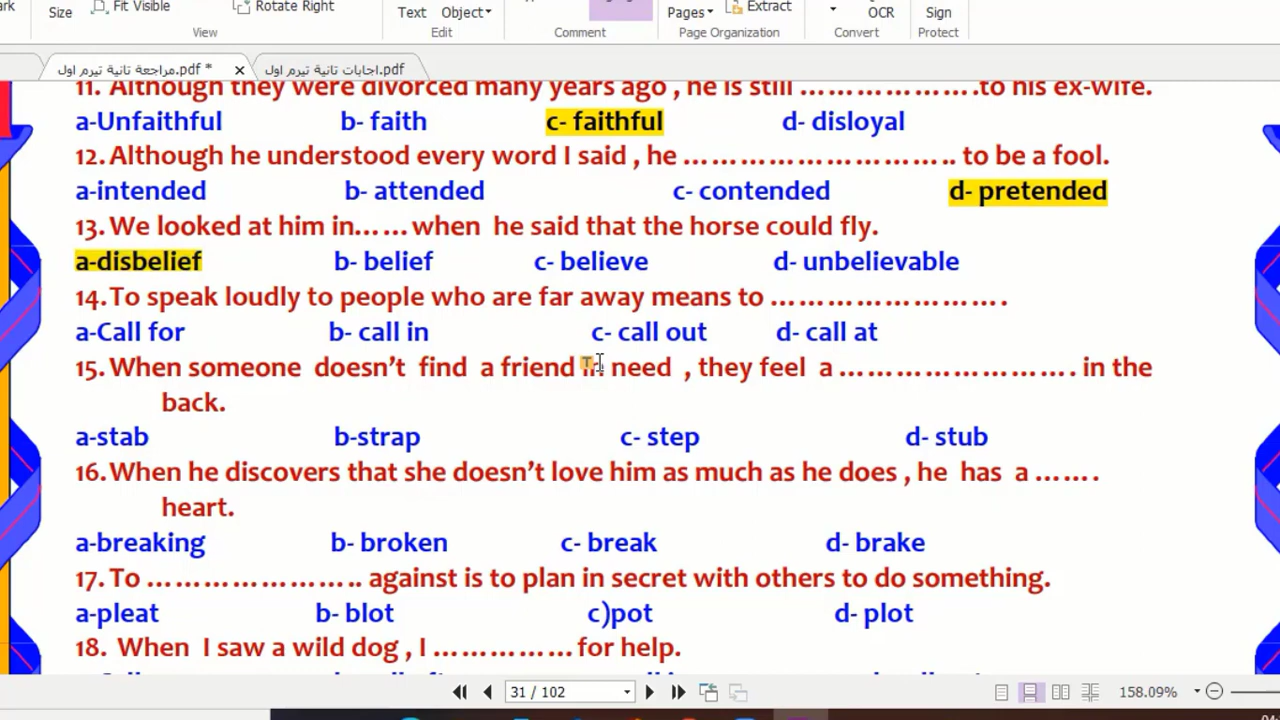 ark
Size
Fit Visible
Rotate Right
View
Text
Object
Edit
Comment
Pages
Extract
Page Organization
OCR
Convert
Sign
Protect
مراجعة ثانية تيرم اول.pdf *
اجابات ثانية تيرم اول.pdf
11. Although they were divorced many years ago , he is still ……………….to his ex-wife.
a-Unfaithful b- faith c- faithful d- disloyal
12. Although he understood every word I said , he ……………………….. to be a fool.
a-intended b- attended c- contended d- pretended
13. We looked at him in…… when he said that the horse could fly.
a-disbelief b- belief c- believe d- unbelievable
14. To speak loudly to people who are far away means to …………………….
a-Call for b- call in c- call out d- call at
15. When someone doesn’t find a friend in need , they feel a ……………………. in the
back.
a-stab b-strap c- step d- stub
16. When he discovers that she doesn’t love him as much as he does , he has a …….
heart.
a-breaking b- broken c- break d- brake
17. To ………………….. against is to plan in secret with others to do something.
a-pleat b- blot c)pot d- plot
18. When I saw a wild dog , I …………… for help.
31 / 102
158.09%